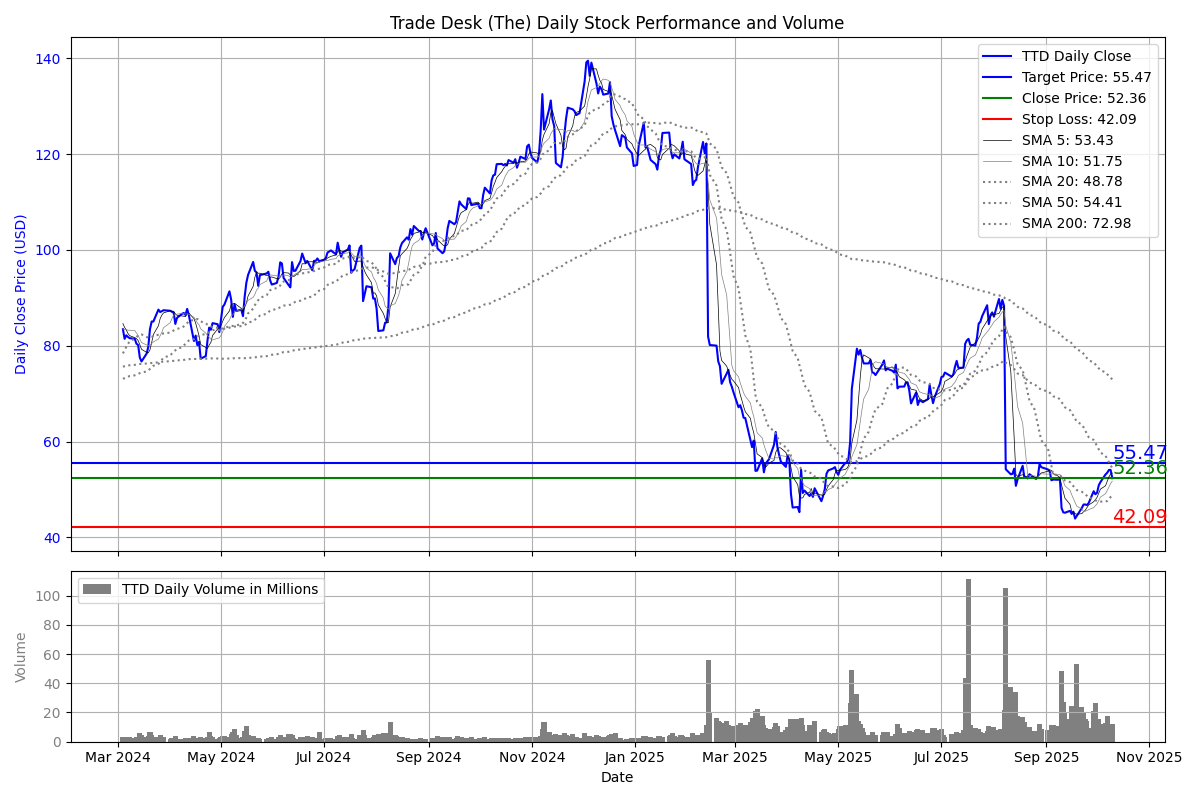 Trade Desk (The) Daily Stock Performance and Volume
Daily Close Price (USD)
140
120
100
80
60
40
TTD Daily Close
Target Price: 55.47
Close Price: 52.36
Stop Loss: 42.09
SMA 5: 53.43
SMA 10: 51.75
SMA 20: 48.78
SMA 50: 54.41
SMA 200: 72.98
55.47
52.36
42.09
Volume
100
80
60
40
20
0
TTD Daily Volume in Millions
Mar 2024
May 2024
Jul 2024
Sep 2024
Nov 2024
Jan 2025
Mar 2025
May 2025
Jul 2025
Sep 2025
Nov 2025
Date